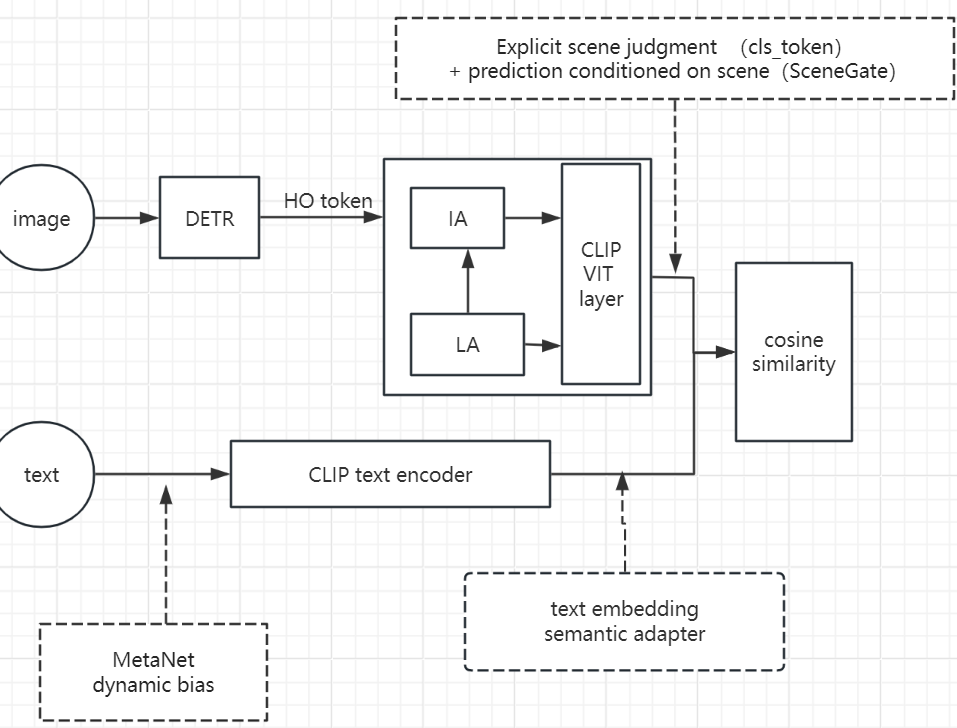 Explicit scene judgment （cls_token）
+ prediction conditioned on scene（SceneGate）
image
DETR
HO token
IA
LA
CLIP
VIT
layer
cosine
similarity
text
CLIP text encoder
text embedding
semantic adapter
MetaNet
dynamic bias